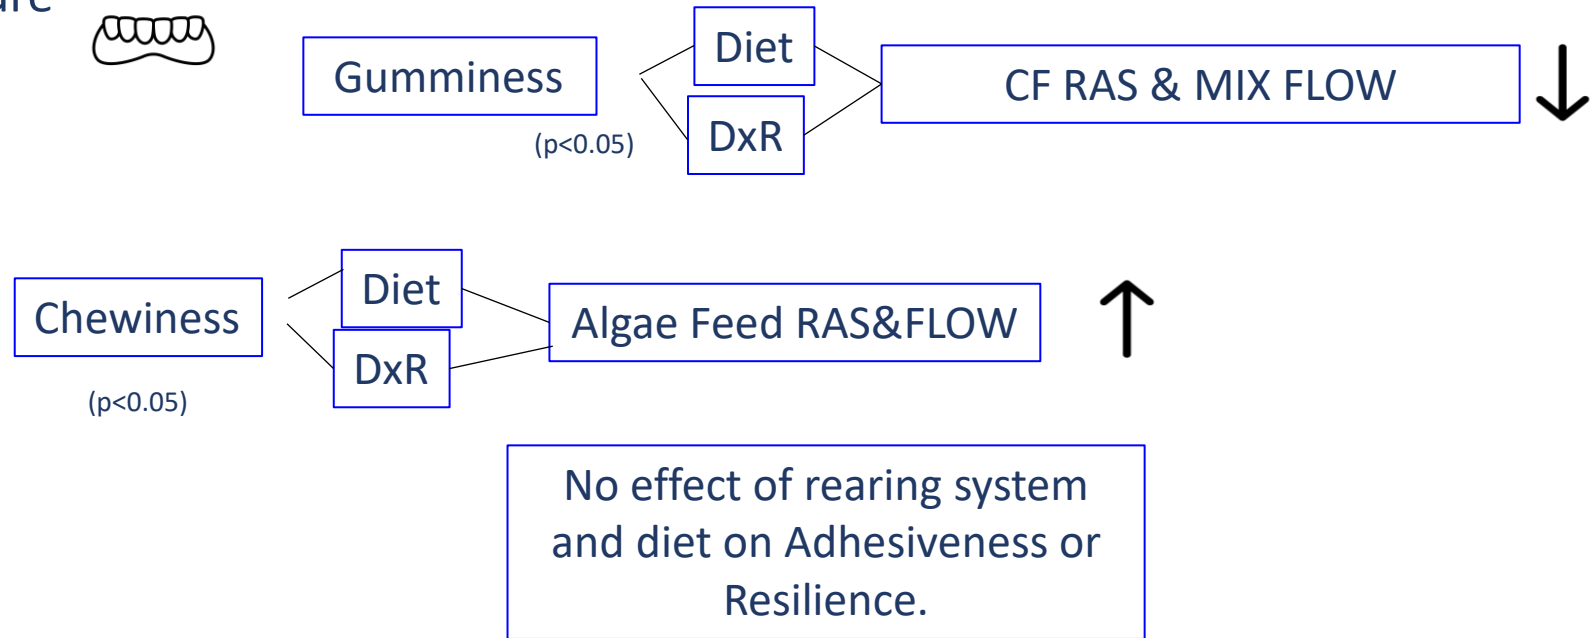 Gumminess
(p<0.05)
Diet
DxR
CF RAS & MIX FLOW
Chewiness
(p<0.05)
Diet
DxR
Algae Feed RAS&FLOW
No effect of rearing system
and diet on Adhesiveness or
Resilience.